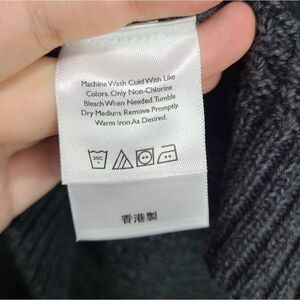 Machine Wash Cold With Like
Colors. Only Non-Chlorine
Bleach When Needed. Tumble
Dry Medium. Remove Promptly.
Warm Iron As Desired.
30C
香港製